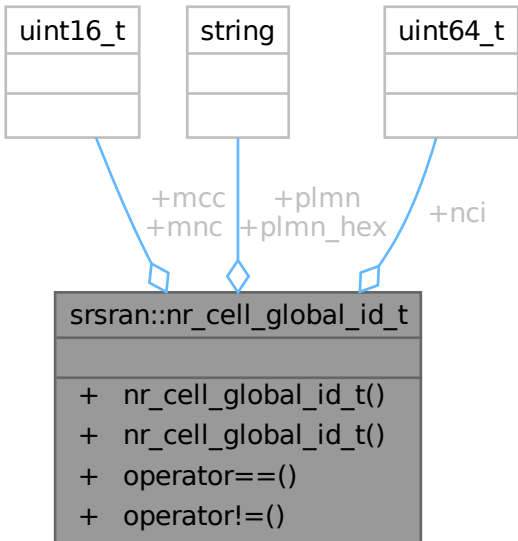 uint16_t
string
uint64_t
+mcc
+mnc
+plmn
+plmn_hex
+nci
srsran::nr_cell_global_id_t
+ nr_cell_global_id_t()
+ nr_cell_global_id_t()
+ operator==()
+ operator!=()